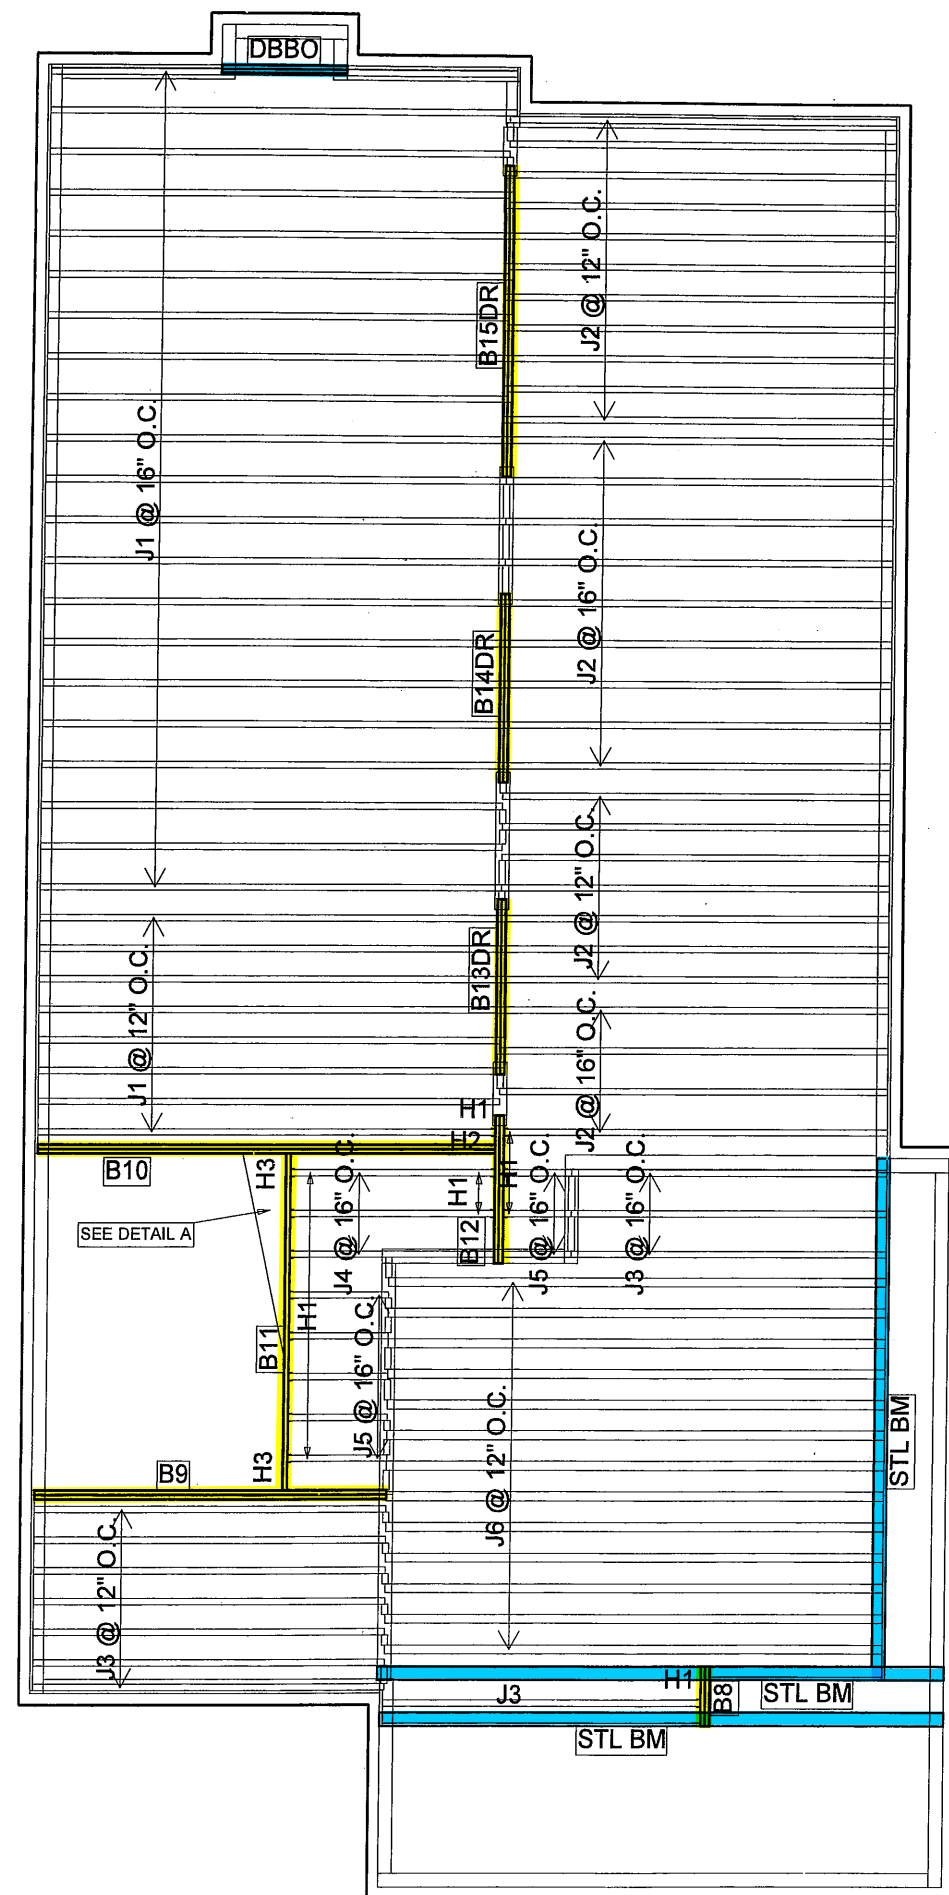 DBBO
J2 @ 12" O.C.
B15DR
J1 @ 16" O.C.
J2 @ 16" O.C.
B14DR
J2 @ 12" O.C.
B13DR
J1 @ 12" O.C.
J2 @ 16" O.C.
H1
H2
B10
H3
H1
H1
J4 @ 16" O.C.
J5 @ 16" O.C.
J3 @ 16" O.C.
SEE DETAIL A
B12
H1
B11
J5 @ 16" O.C.
STL BM
J6 @ 12" O.C.
H3
B9
J3 @ 12" O.C.
H1
J3
B8
STL BM
STL BM